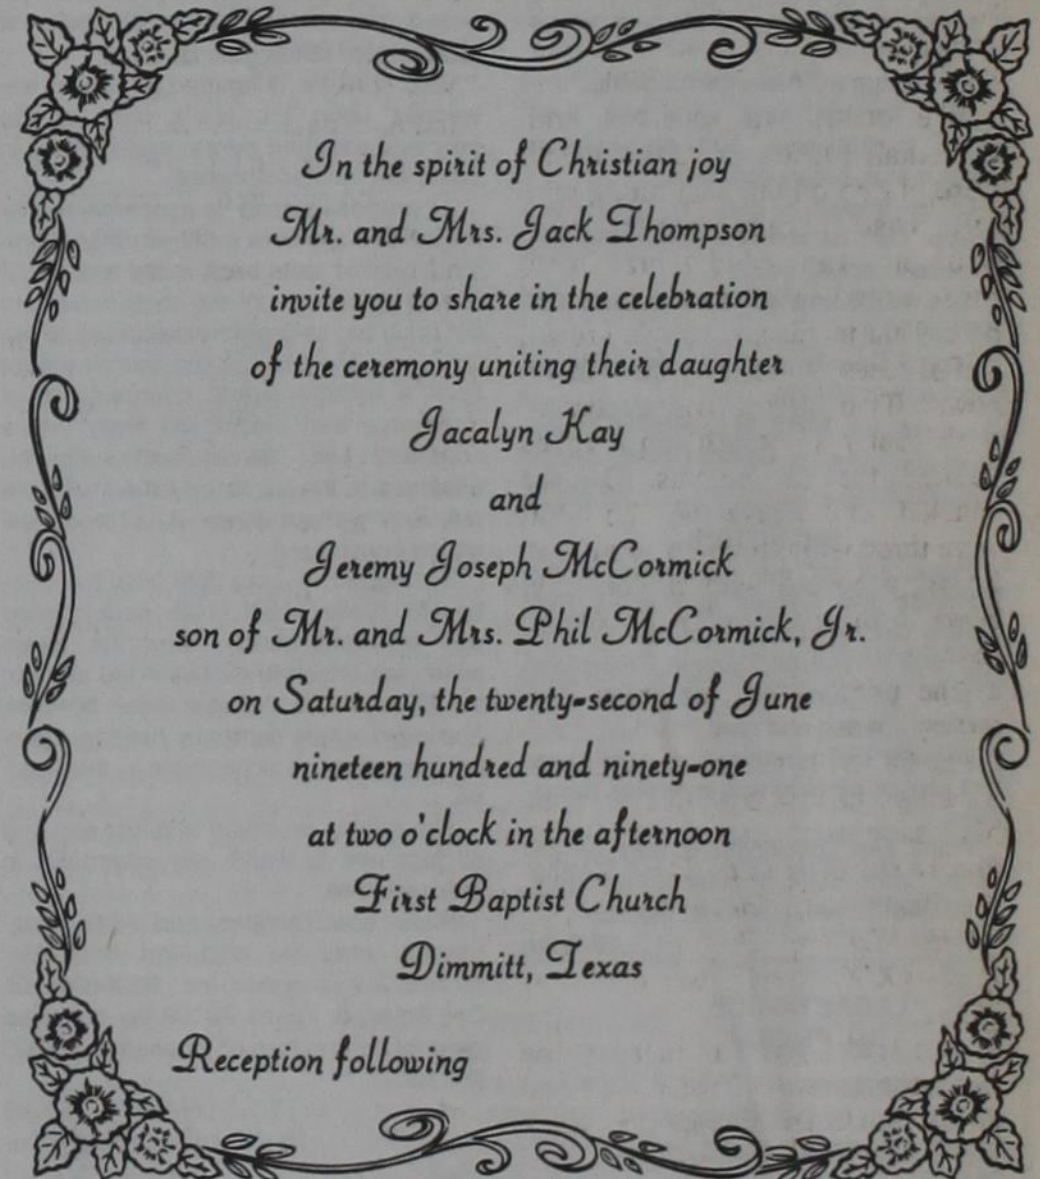 In the spirit of Christian joy
Mr. and Mrs. Jack Thompson
invite you to share in the celebration
of the ceremony uniting their daughter
Jacalyn Kay
and
Jeremy Joseph McCormick
son of Mr. and Mrs. Phil McCormick, Jr.
on Saturday, the twenty-second of June
nineteen hundred and ninety-one
at two o'clock in the afternoon
First Baptist Church
Dimmitt, Texas
Reception following